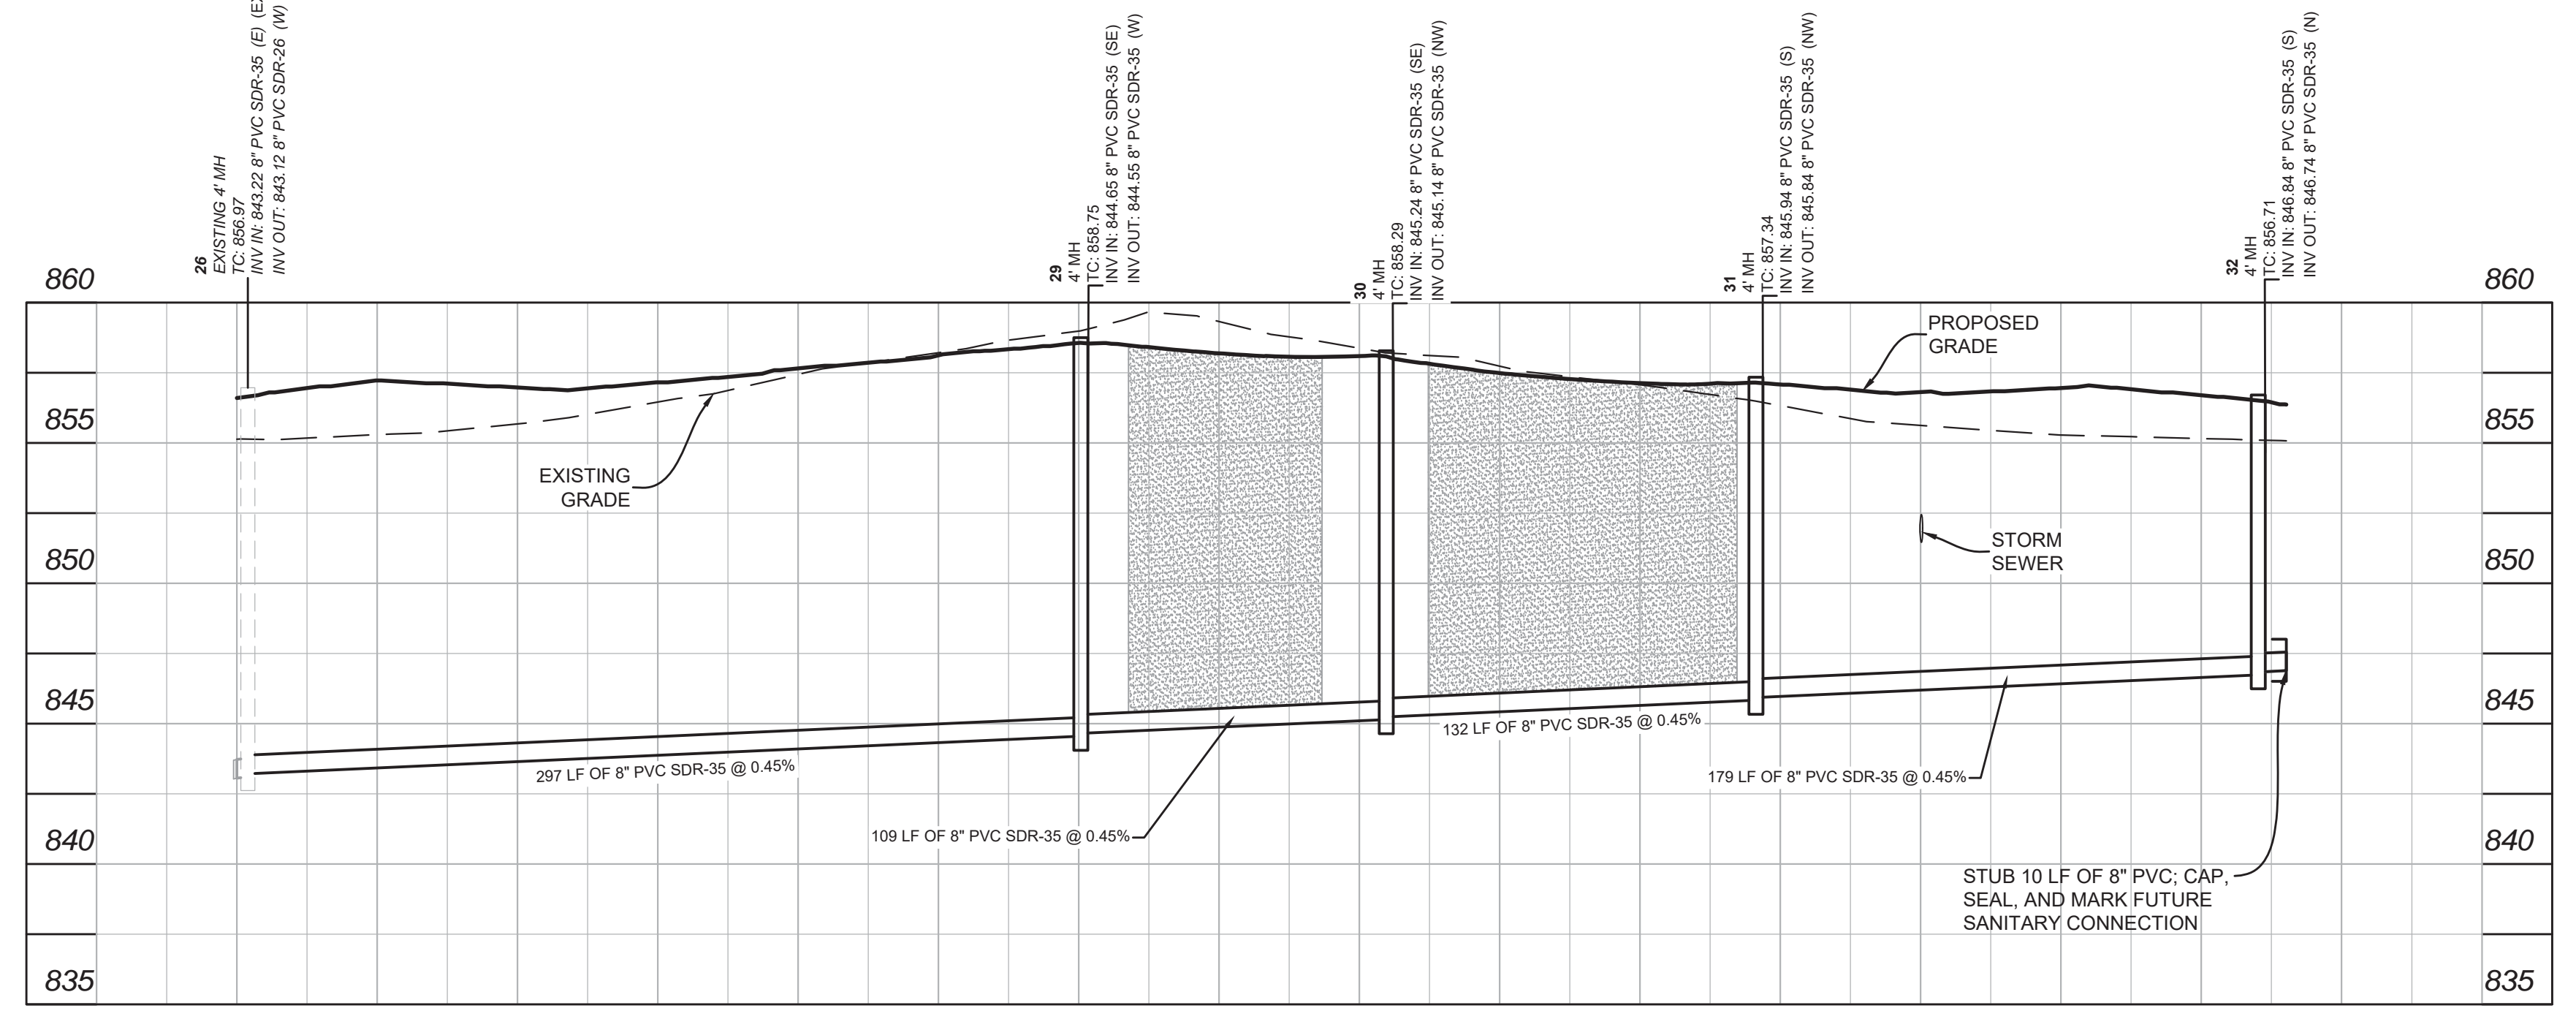 26
EXISTING 4' MH
TC: 856.97
INV IN: 843.22 8" PVC SDR-35 (E)
INV OUT: 843.12 8" PVC SDR-26 (W)
29
4' MH
TC: 858.75
INV IN: 844.65 8" PVC SDR-35 (SE)
INV OUT: 844.55 8" PVC SDR-35 (W)
30
4' MH
TC: 858.29
INV IN: 845.24 8" PVC SDR-35 (SE)
INV OUT: 845.14 8" PVC SDR-35 (NW)
31
4' MH
TC: 857.34
INV IN: 845.94 8" PVC SDR-35 (S)
INV OUT: 845.84 8" PVC SDR-35 (NW)
32
4' MH
TC: 856.71
INV IN: 846.84 8" PVC SDR-35 (S)
INV OUT: 846.74 8" PVC SDR-35 (N)
860
860
PROPOSED
GRADE
855
855
EXISTING
GRADE
STORM
SEWER
850
850
845
845
132 LF OF 8" PVC SDR-35 @ 0.45%
297 LF OF 8" PVC SDR-35 @ 0.45%
179 LF OF 8" PVC SDR-35 @ 0.45%
109 LF OF 8" PVC SDR-35 @ 0.45%
840
840
STUB 10 LF OF 8" PVC; CAP,
SEAL, AND MARK FUTURE
SANITARY CONNECTION
835
835